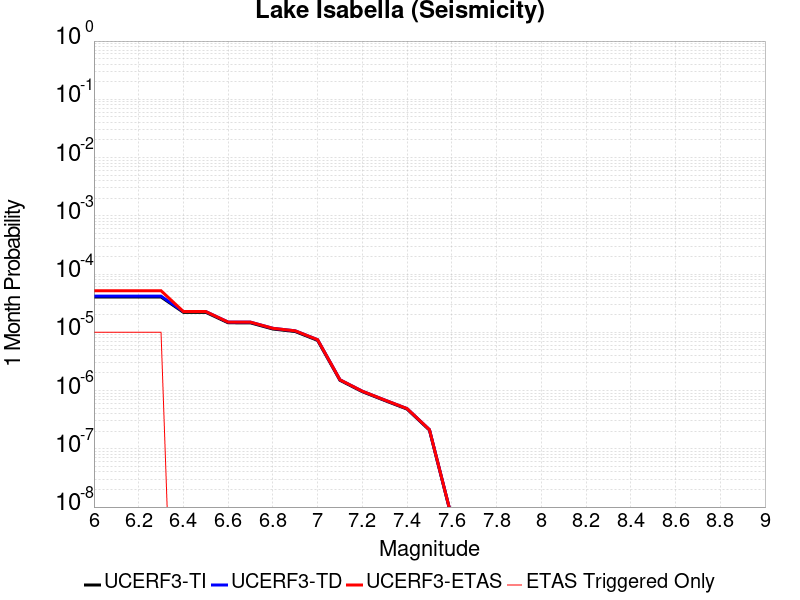 Lake Isabella (Seismicity)
1 Month Probability
10^0
10^-1
10^-2
10^-3
10^-4
10^-5
10^-6
10^-7
10^-8
6 6.2 6.4 6.6 6.8 7 7.2 7.4 7.6 7.8 8 8.2 8.4 8.6 8.8 9
Magnitude
UCERF3-TI UCERF3-TD UCERF3-ETAS ETAS Triggered Only